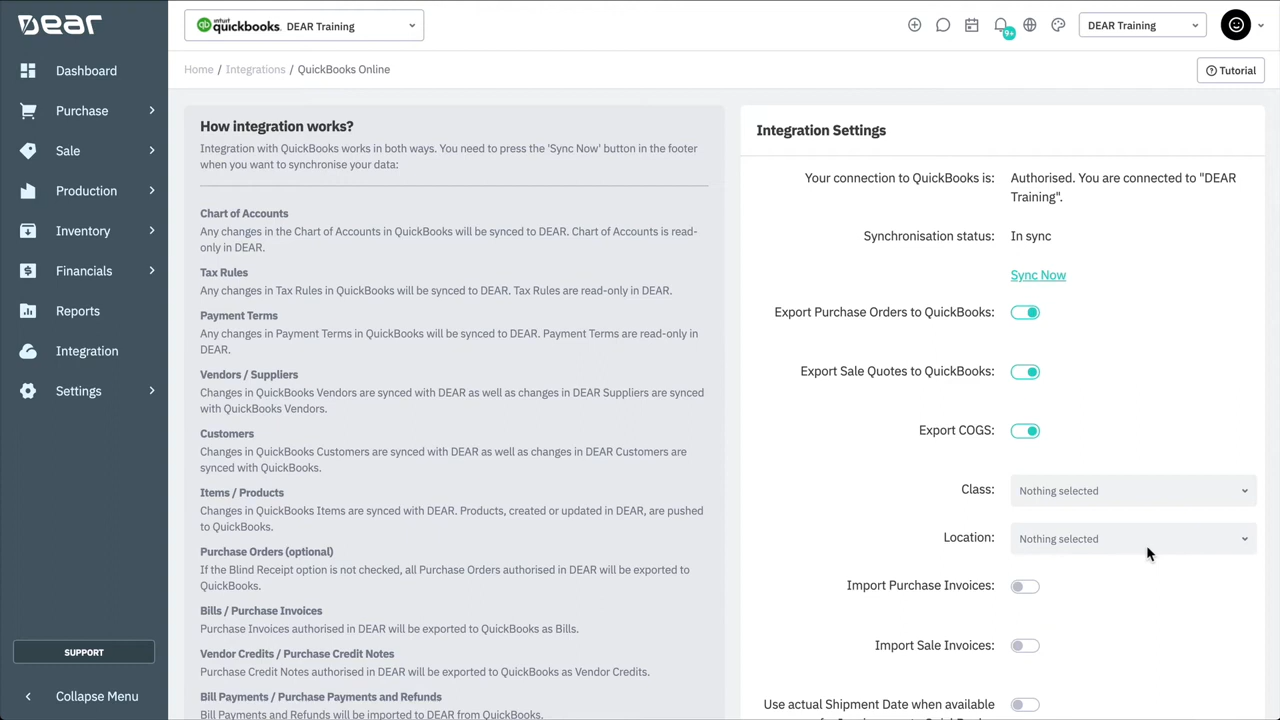 DEAR
Dashboard
Purchase
Sale
Production
Inventory
Financials
Reports
Integration
Settings
SUPPORT
Collapse Menu
qb intuit quickbooks. DEAR Training
9+
DEAR Training
Home / Integrations / QuickBooks Online
Tutorial
How integration works?
Integration with QuickBooks works in both ways. You need to press the 'Sync Now' button in the footer
when you want to synchronise your data:
Chart of Accounts
Any changes in the Chart of Accounts in QuickBooks will be synced to DEAR. Chart of Accounts is read-
only in DEAR.
Tax Rules
Any changes in Tax Rules in QuickBooks will be synced to DEAR. Tax Rules are read-only in DEAR.
Payment Terms
Any changes in Payment Terms in QuickBooks will be synced to DEAR. Payment Terms are read-only in
DEAR.
Vendors / Suppliers
Changes in QuickBooks Vendors are synced with DEAR as well as changes in DEAR Suppliers are synced
with QuickBooks Vendors.
Customers
Changes in QuickBooks Customers are synced with DEAR as well as changes in DEAR Customers are
synced with QuickBooks.
Items / Products
Changes in QuickBooks Items are synced with DEAR. Products, created or updated in DEAR, are pushed
to QuickBooks.
Purchase Orders (optional)
If the Blind Receipt option is not checked, all Purchase Orders authorised in DEAR will be exported to
QuickBooks.
Bills / Purchase Invoices
Purchase Invoices authorised in DEAR will be exported to QuickBooks as Bills.
Vendor Credits / Purchase Credit Notes
Purchase Credit Notes authorised in DEAR will be exported to QuickBooks as Vendor Credits.
Bill Payments / Purchase Payments and Refunds
Bill Payments and Refunds will be imported to DEAR from QuickBooks.
Integration Settings
Your connection to QuickBooks is: Authorised. You are connected to "DEAR
Training".
Synchronisation status: In sync
Sync Now
Export Purchase Orders to QuickBooks:
Export Sale Quotes to QuickBooks:
Export COGS:
Class: Nothing selected
Location: Nothing selected
Import Purchase Invoices:
Import Sale Invoices:
Use actual Shipment Date when available